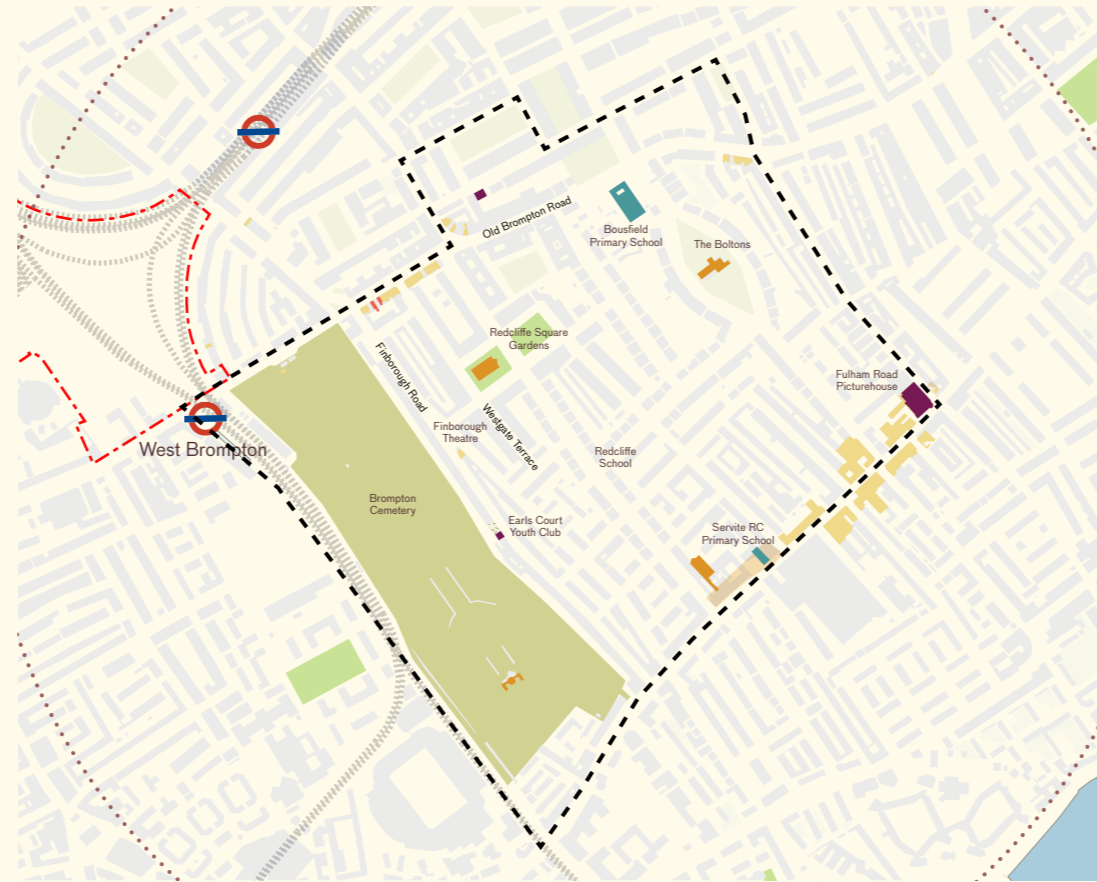 Old Brompton Road
Bousfield
Primary School
The Boltons
Redcliffe Square
Gardens
Finborough Road
Fulham Road
Picturehouse
Westgate Terrace
Finborough
Theatre
West Brompton
Redcliffe
School
Brompton
Cemetery
Earls Court
Youth Club
Servite RC
Primary School